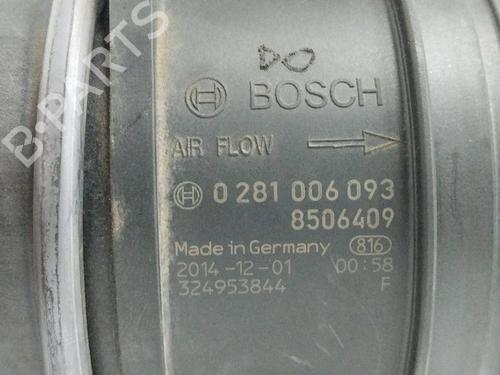 DO
BOSCH
AIR FLOW
0 281 006 093
8506409
Made in Germany 816
2014-12-01 00:58
324953844 F
B-PARTS